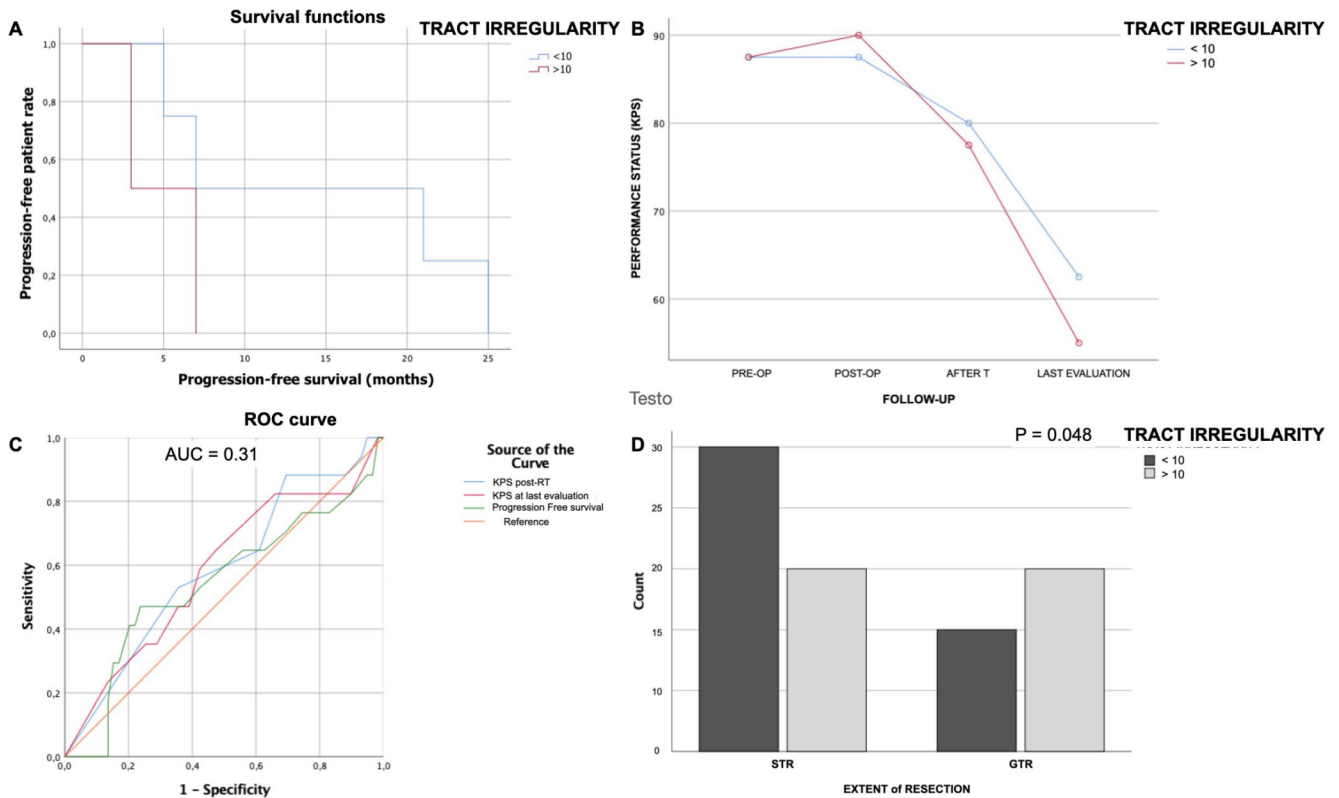 A
Survival functions
TRACT IRREGULARITY
<10
>10
1,0
0,8
0,6
0,4
0,2
0,0
Progression-free patient rate
0
5
10
15
20
25
Progression-free survival (months)
B
TRACT IRREGULARITY
< 10
> 10
90
80
70
60
PERFORMANCE STATUS (KPS)
PRE-OP
POST-OP
AFTER T
LAST EVALUATION
FOLLOW-UP
Testo
C
ROC curve
AUC = 0.31
Source of the
Curve
KPS post-RT
KPS at last evaluation
Progression Free survival
Reference
1,0
0,8
0,6
0,4
0,2
0,0
Sensitivity
0,0
0,2
0,4
0,6
0,8
1,0
1 - Specificity
D
P = 0.048
TRACT IRREGULARITY
< 10
> 10
30
25
20
15
10
0
Count
STR
GTR
EXTENT of RESECTION